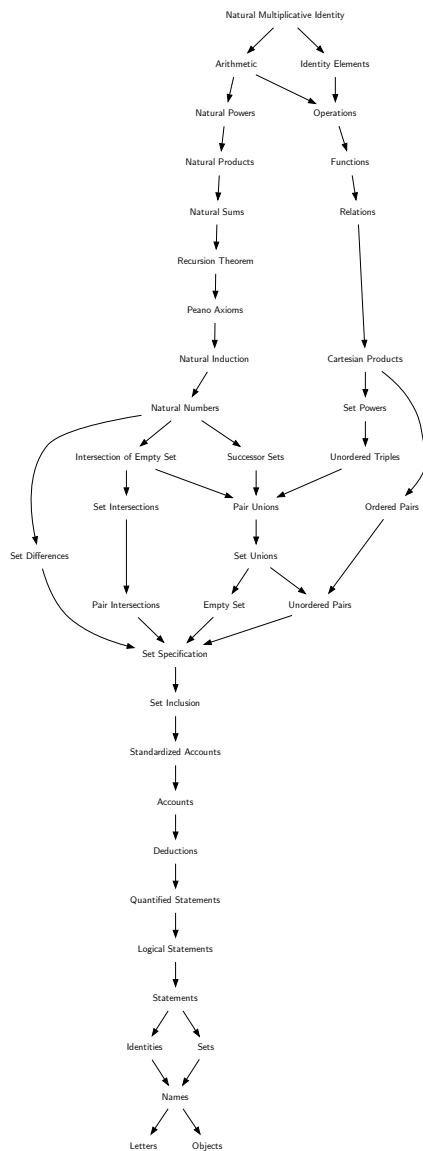 Natural Multiplicative Identity
Arithmetic
Identity Elements
Natural Powers
Operations
Natural Products
Functions
Natural Sums
Relations
Recursion Theorem
Peano Axioms
Natural Induction
Cartesian Products
Natural Numbers
Set Powers
Intersection of Empty Set
Successor Sets
Unordered Triples
Set Intersections
Pair Unions
Ordered Pairs
Set Differences
Set Unions
Pair Intersections
Empty Set
Unordered Pairs
Set Specification
Set Inclusion
Standardized Accounts
Accounts
Deductions
Quantified Statements
Logical Statements
Statements
Identities
Sets
Names
Letters
Objects